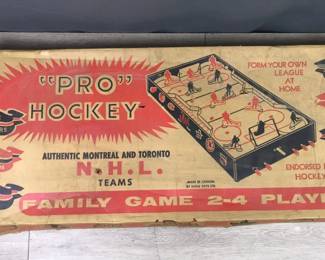 "PRO"
HOCKEY
FORM YOUR OWN
LEAGUE
AT
HOME
AUTHENTIC MONTREAL AND TORONTO
N.H.L.
TEAMS
MADE IN CANADA
ENDORSED
HOCKEY
FAMILY GAME 2-4 PLAYE